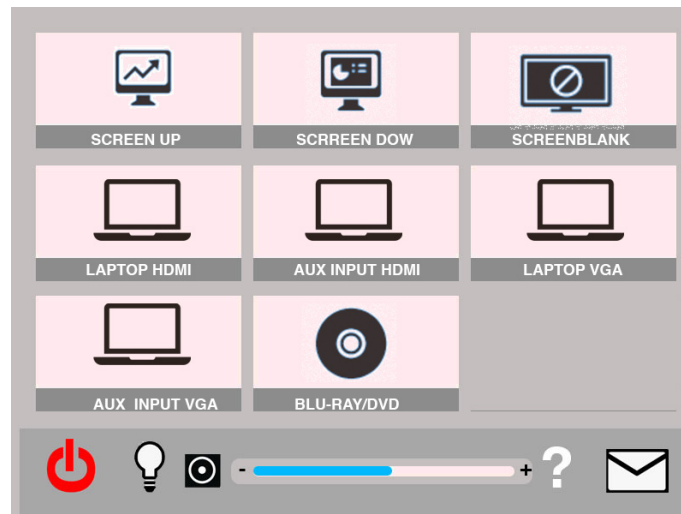 SCREEN UP
SCRREEN DOW
SCREENBLANK
LAPTOP HDMI
AUX INPUT HDMI
LAPTOP VGA
AUX INPUT VGA
BLU-RAY/DVD
- + ?